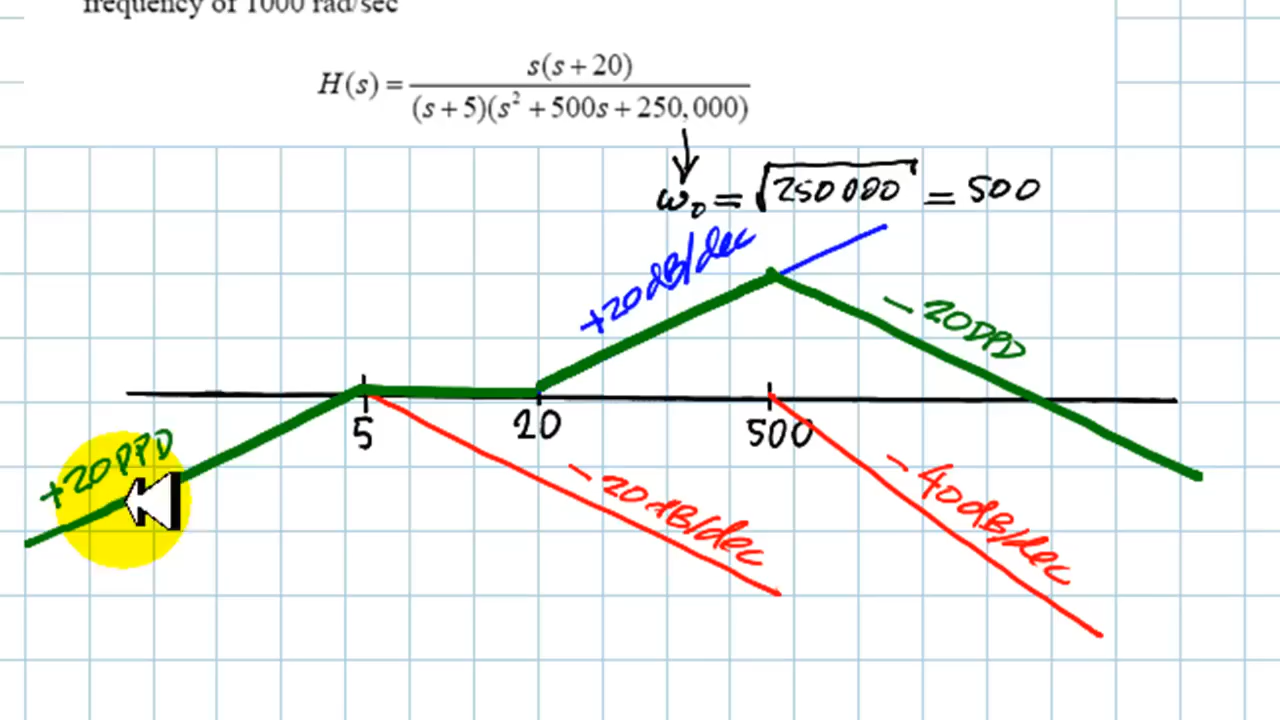 frequency of 1000 rad/sec
H(s) = s(s+20) / (s+5)(s² +500s+250,000)
ω₀ = √250000 = 500
+20dB/dec
-20DPD
+20DPD
5
20
500
-20dB/dec
-40dB/dec